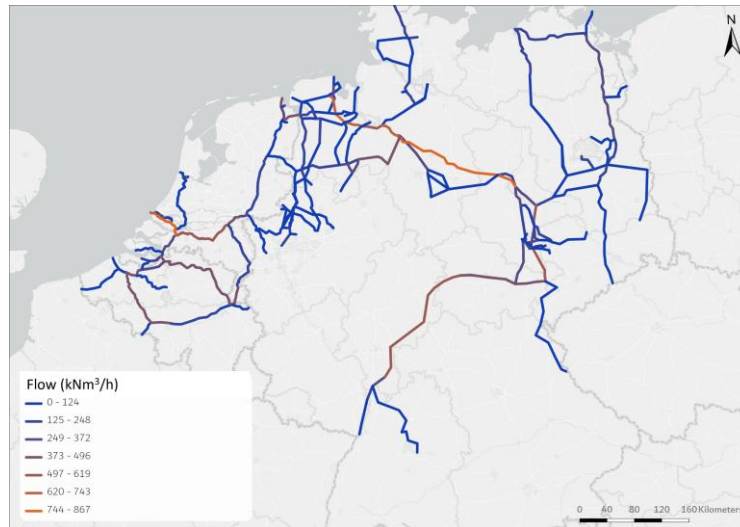 N
Flow (kNm³/h)
0 - 124
125 - 248
249 - 372
373 - 496
497 - 619
620 - 743
744 - 867
0 40 80 120 160 Kilometers